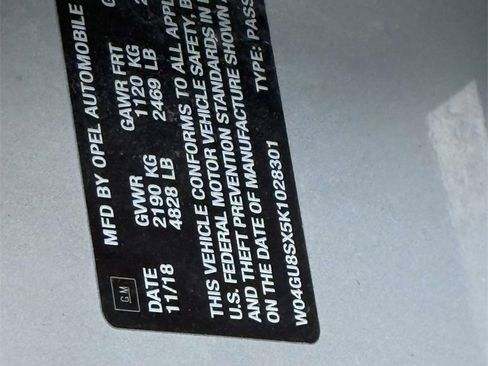 GM
MFD BY OPEL AUTOMOBILE
DATE GVWR GAWR FRT
11/18 2190 KG 1120 KG
4828 LB 2469 LB
THIS VEHICLE CONFORMS TO ALL APPL
U.S. FEDERAL MOTOR VEHICLE SAFETY, B
AND THEFT PREVENTION STANDARDS IN
ON THE DATE OF MANUFACTURE SHOWN
W04GU8SX5K1028301 TYPE: PASS